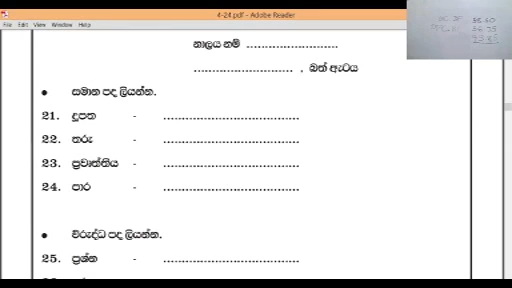 4-24.pdf - Adobe Reader
File Edit View Window Help
නාලය නම් ..........................
............................ , බත් ඇටය
• සමාන පද ලියන්න.
21. දුපත - ......................................
22. තරු - ......................................
23. ප්‍රවෘත්තිය - ......................................
24. පාර - ......................................
• විරුද්ධ පද ලියන්න.
25. ප්‍රශ්න - ......................................